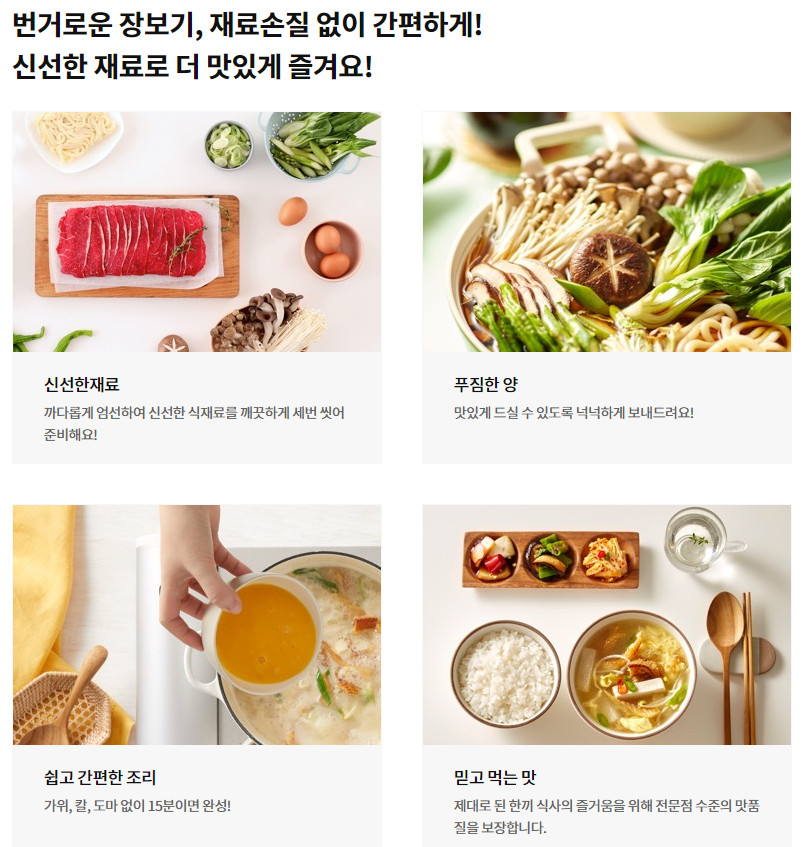 번거로운 장보기, 재료손질 없이 간편하게!
신선한 재료로 더 맛있게 즐겨요!
신선한재료
까다롭게 엄선하여 신선한 식재료를 깨끗하게 세번 씻어
준비해요!
푸짐한 양
맛있게 드실 수 있도록 넉넉하게 보내드려요!
쉽고 간편한 조리
가위, 칼, 도마 없이 15분이면 완성!
믿고 먹는 맛
제대로 된 한끼 식사의 즐거움을 위해 전문점 수준의 맛품
질을 보장합니다.